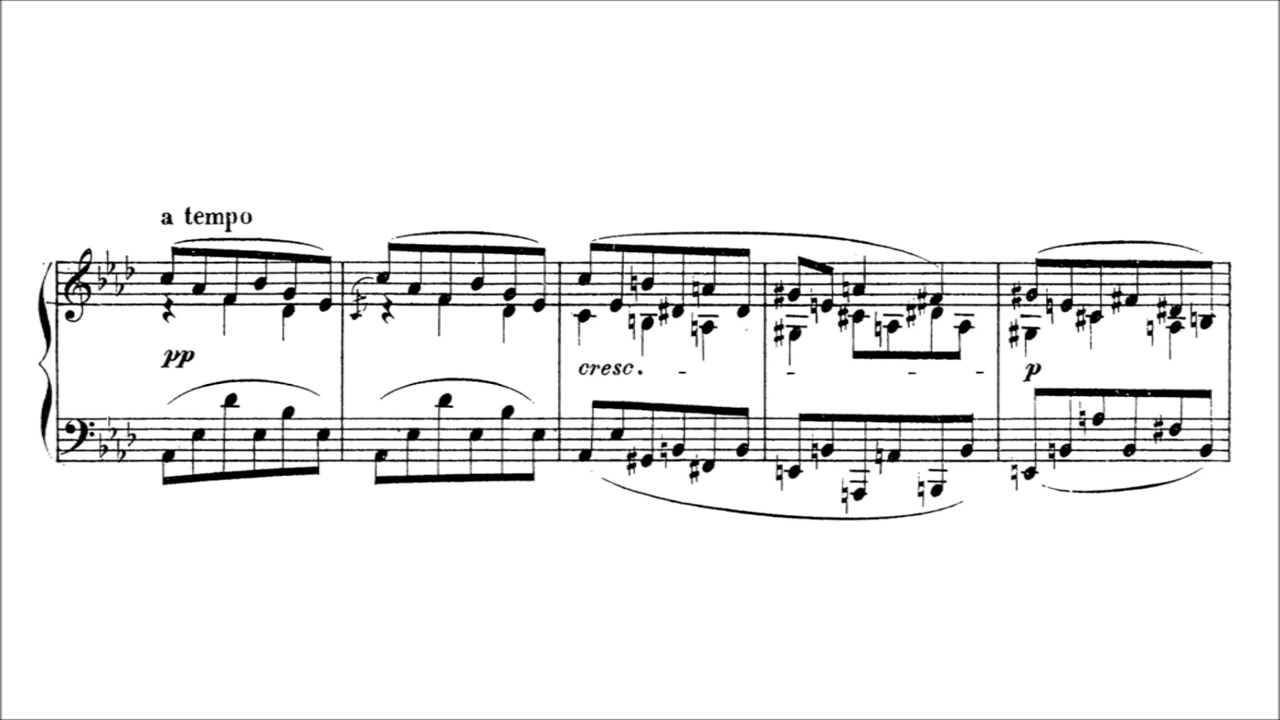 a tempo
pp
cresc. - - - -
p